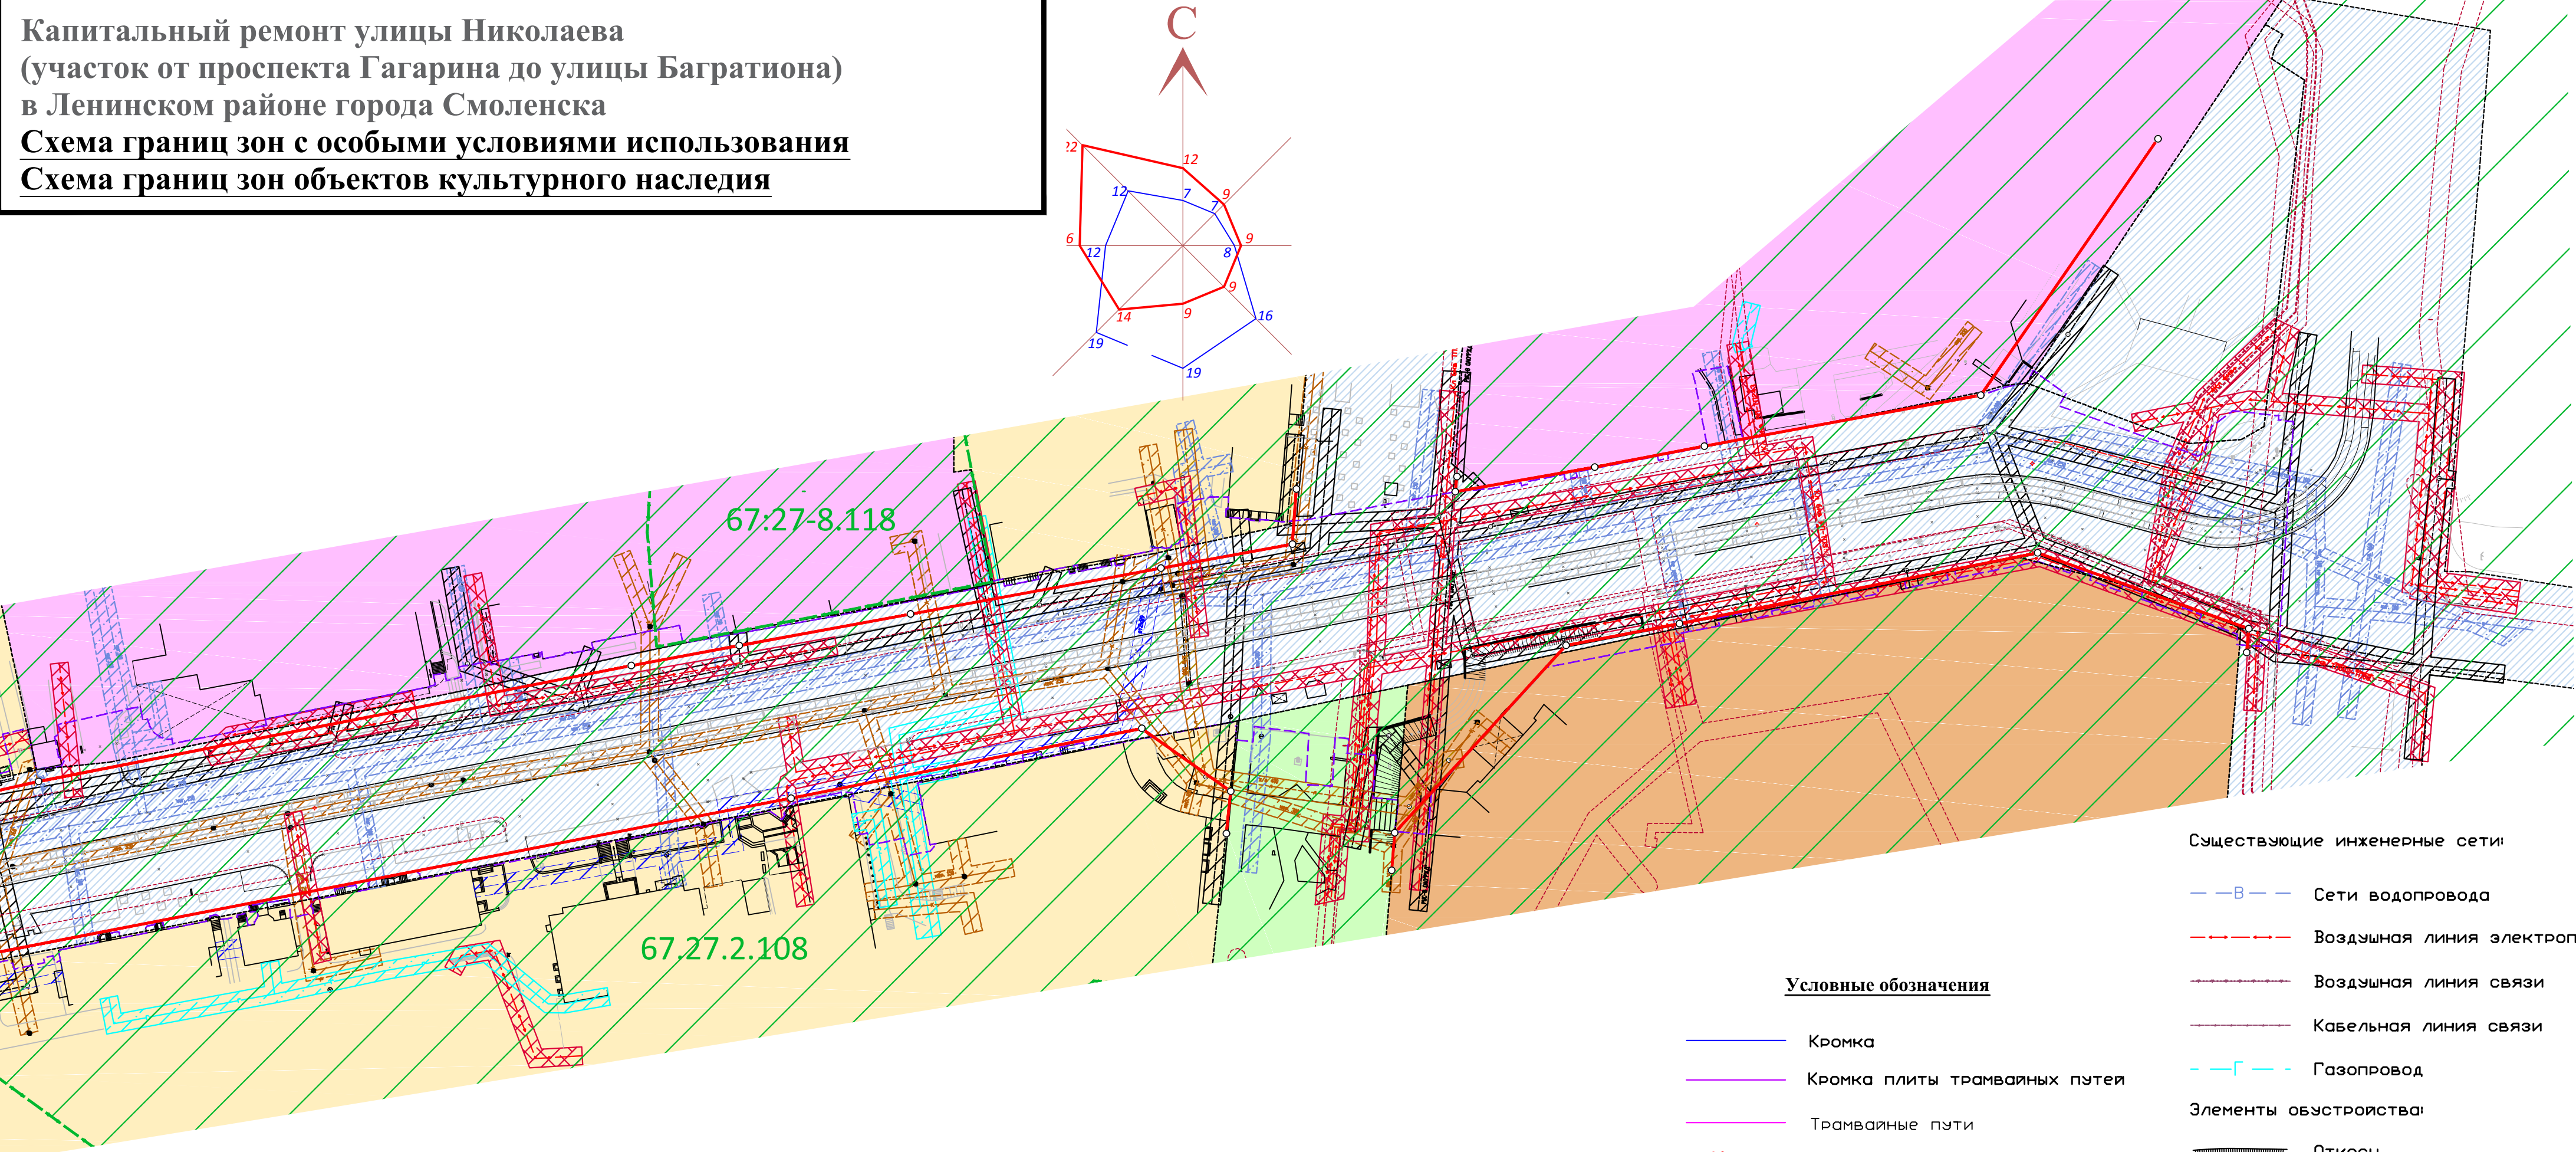 Капитальный ремонт улицы Николаева
(участок от проспекта Гагарина до улицы Багратиона)
в Ленинском районе города Смоленска
Схема границ зон с особыми условиями использования
Схема границ зон объектов культурного наследия
С
22
12
12
7
9
7
6
12
8
9
9
14
9
16
19
19
67:27-8.118
67.27.2.108
Условные обозначения
Кромка
Кромка плиты трамвайных путей
Трамвайные пути
Существующие инженерные сети:
В
Сети водопровода
Воздушная линия электроп
Воздушная линия связи
Кабельная линия связи
Г
Газопровод
Элементы обустройства: